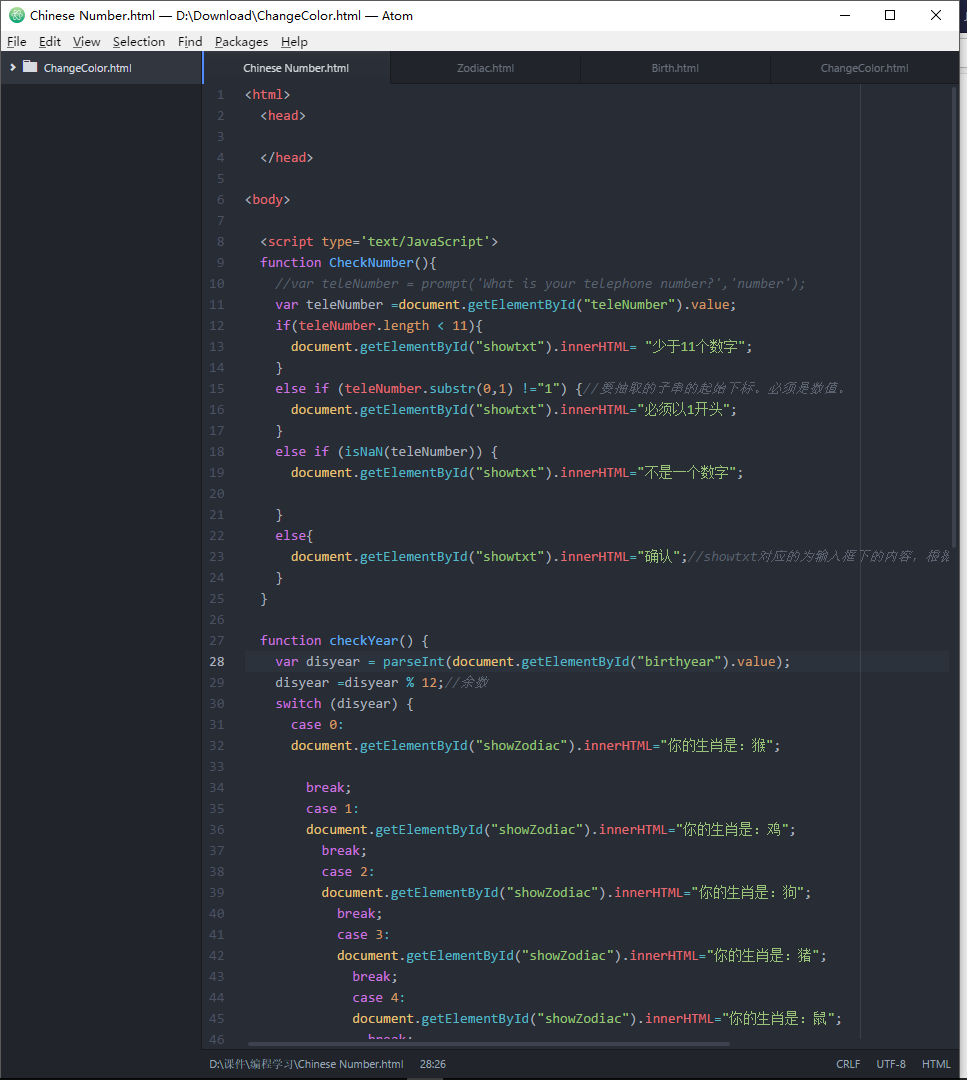 Chinese Number.html — D:\Download\ChangeColor.html — Atom
File Edit View Selection Find Packages Help
ChangeColor.html
Chinese Number.html Zodiac.html Birth.html ChangeColor.html
1 <html>
2 <head>
3
4 </head>
5
6 <body>
7
8 <script type='text/JavaScript'>
9 function CheckNumber(){
10 //var teleNumber = prompt('What is your telephone number?','number');
11 var teleNumber =document.getElementById("teleNumber").value;
12 if(teleNumber.length < 11){
13 document.getElementById("showtxt").innerHTML= "少于11个数字";
14 }
15 else if (teleNumber.substr(0,1) !="1") {//要抽取的子串的起始下标。必须是数值。
16 document.getElementById("showtxt").innerHTML="必须以1开头";
17 }
18 else if (isNaN(teleNumber)) {
19 document.getElementById("showtxt").innerHTML="不是一个数字";
20
21 }
22 else{
23 document.getElementById("showtxt").innerHTML="确认";//showtxt对应的为输入框下的内容，根
24 }
25 }
26
27 function checkYear() {
28 var disyear = parseInt(document.getElementById("birthyear").value);
29 disyear =disyear % 12;//余数
30 switch (disyear) {
31 case 0:
32 document.getElementById("showZodiac").innerHTML="你的生肖是：猴";
33
34 break;
35 case 1:
36 document.getElementById("showZodiac").innerHTML="你的生肖是：鸡";
37 break;
38 case 2:
39 document.getElementById("showZodiac").innerHTML="你的生肖是：狗";
40 break;
41 case 3:
42 document.getElementById("showZodiac").innerHTML="你的生肖是：猪";
43 break;
44 case 4:
45 document.getElementById("showZodiac").innerHTML="你的生肖是：鼠";
46 break;
D:\课件\编程学习\Chinese Number.html 28:26 CRLF UTF-8 HTML